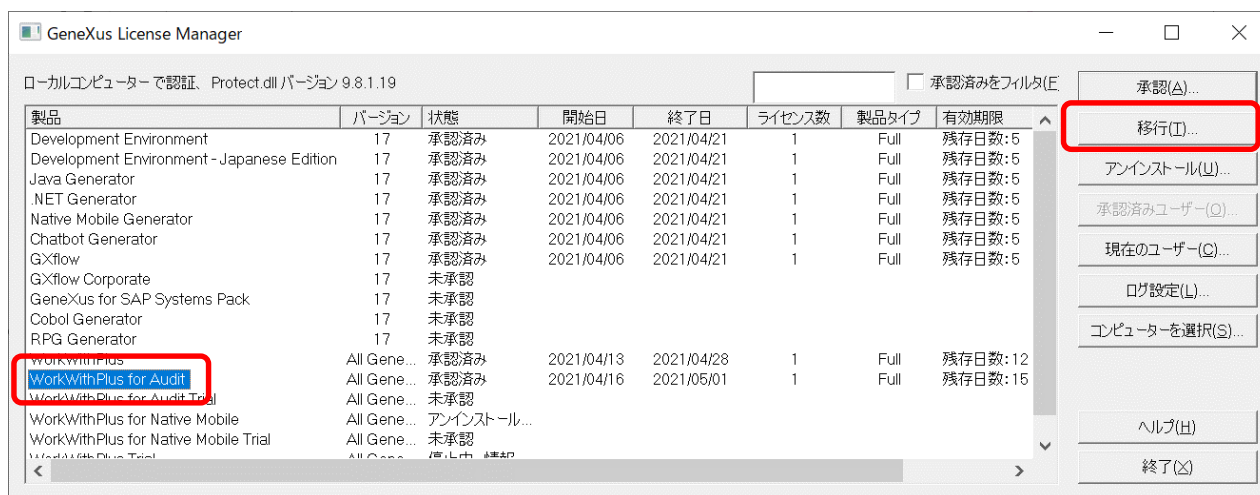 GeneXus License Manager
ローカルコンピューター で認証、Protect.dll バージョン 9.8.1.19 承認済みをフィルタ(F
製品 バージョン 状態 開始日 終了日 ライセンス数 製品タイプ 有効期限
Development Environment 17 承認済み 2021/04/06 2021/04/21 1 Full 残存日数:5
Development Environment - Japanese Edition 17 承認済み 2021/04/06 2021/04/21 1 Full 残存日数:5
Java Generator 17 承認済み 2021/04/06 2021/04/21 1 Full 残存日数:5
.NET Generator 17 承認済み 2021/04/06 2021/04/21 1 Full 残存日数:5
Native Mobile Generator 17 承認済み 2021/04/06 2021/04/21 1 Full 残存日数:5
Chatbot Generator 17 承認済み 2021/04/06 2021/04/21 1 Full 残存日数:5
GXflow 17 承認済み 2021/04/06 2021/04/21 1 Full 残存日数:5
GXflow Corporate 17 未承認
GeneXus for SAP Systems Pack 17 未承認
Cobol Generator 17 未承認
RPG Generator 17 未承認
WorkWithPlus All Gene... 承認済み 2021/04/13 2021/04/28 1 Full 残存日数:12
WorkWithPlus for Audit All Gene... 承認済み 2021/04/16 2021/05/01 1 Full 残存日数:15
WorkWithPlus for Audit Trial All Gene... 未承認
WorkWithPlus for Native Mobile All Gene... アンインストール...
WorkWithPlus for Native Mobile Trial All Gene... 未承認
WorkWithPlus Trial All Gene...
承認(A)...
移行(T)...
アンインストール(U)...
承認済みユーザー(O)...
現在のユーザー(C)...
ログ設定(L)...
コンピューターを選択(S)...
ヘルプ(H)
終了(X)